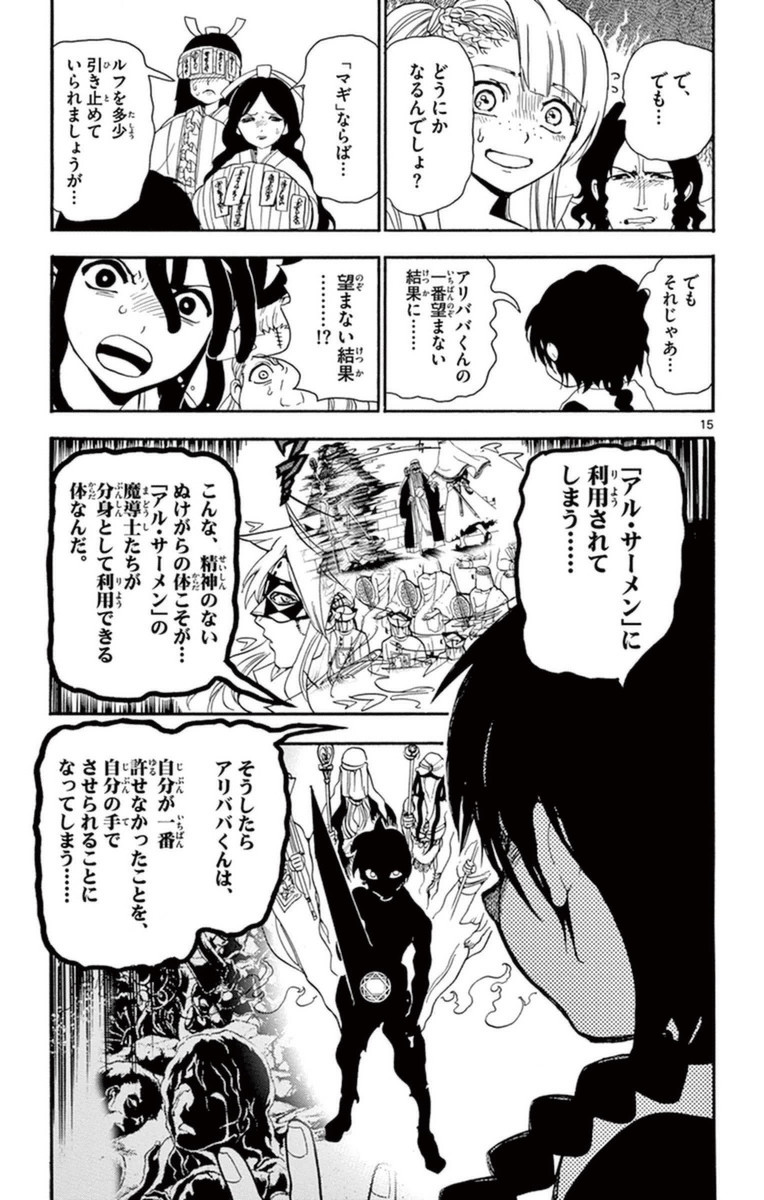 で、
でも…
どうにか
なるんでしょ？
「マギ」ならば…
ルフを多少
引き止めて
いられましょうが…
でも
それじゃあ…
アリババくんの
一番望まない
結果に………
望まない結果
………!?
15
「アル・サーメン」に
利用されて
しまう……
こんな、精神のない
ぬけがらの体こそが…
「アル・サーメン」の
魔導士たちが
分身として利用できる
体なんだ。
そうしたら
アリババくんは、
自分が一番
許せなかったことを、
自分の手で
させられることに
なってしまう……